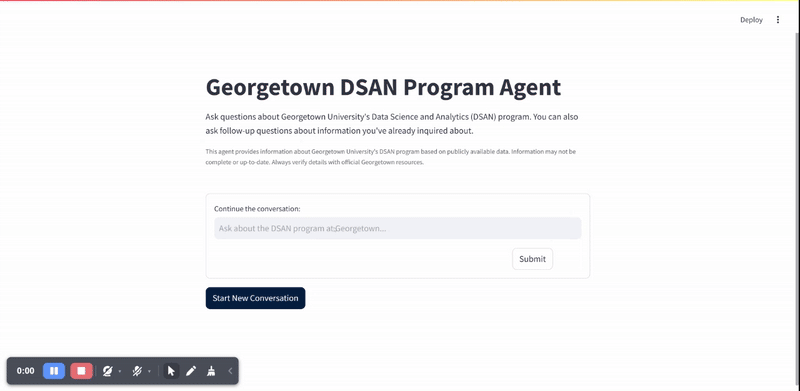 Deploy
Georgetown DSAN Program Agent
Ask questions about Georgetown University's Data Science and Analytics (DSAN) program. You can also
ask follow-up questions about information you've already inquired about.
This agent provides information about Georgetown University's DSAN program based on publicly available data. Information may not be
complete or up-to-date. Always verify details with official Georgetown resources.
Continue the conversation:
Ask about the DSAN program at Georgetown...
Submit
Start New Conversation
0:00